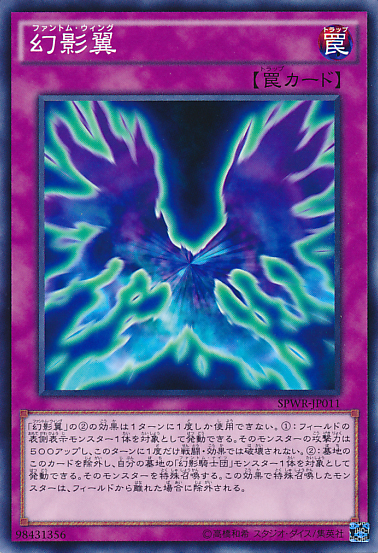 ファントム・ウィング
幻影翼
トラップ
罠
トラップ
【罠カード】
SPWR-JP011
「幻影翼」の②の効果は1ターンに1度しか使用できない。①：フィールドの
表側表示モンスター1体を対象として発動できる。そのモンスターの攻撃力は
５００アップし、このターンに1度だけ戦闘・効果では破壊されない。②：墓地の
このカードを除外し、自分の墓地の「幻影騎士団」モンスター1体を対象として
発動できる。そのモンスターを特殊召喚する。この効果で特殊召喚したモンス
ターは、フィールドから離れた場合に除外される。
98431356
©高橋和希 スタジオ・ダイス/集英社